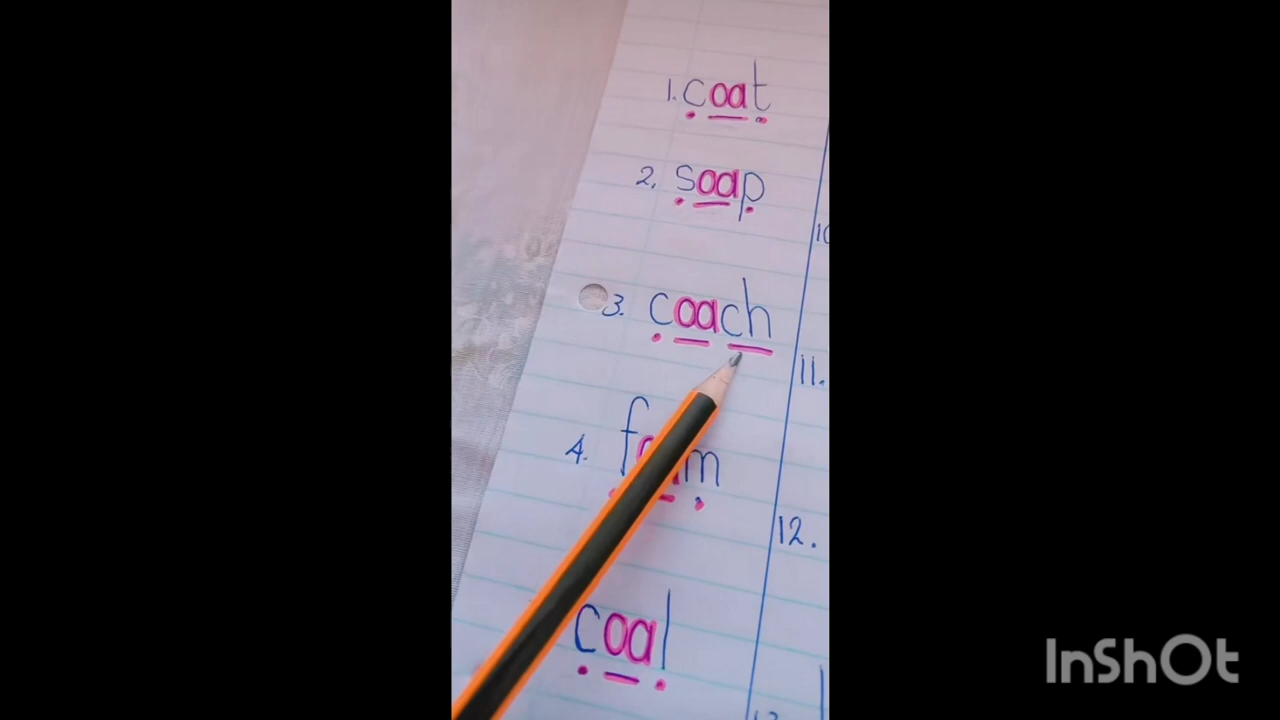 1. coat
2. soap
3. coach
4. m
coal
11.
12.
InShOt